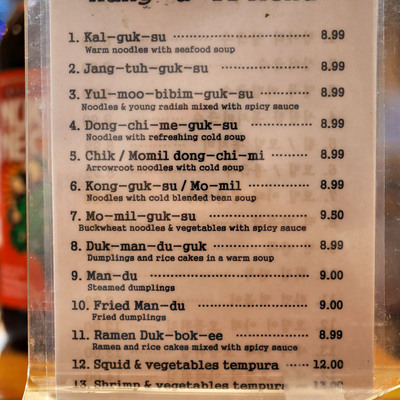 1. Kal-guk-su 8.99
Warm noodles with seafood soup
2. Jang-tuh-guk-su 8.99
3. Yul-moo-bibim-guk-su 8.99
Noodles & young radish mixed with spicy sauce
4. Dong-chi-me-guk-su 8.99
Noodles with refreshing cold soup
5. Chik / Momil dong-chi-mi 8.99
Arrowroot noodles with cold soup
6. Kong-guk-su / Mo-mil 8.99
Noodles with cold blended bean soup
7. Mo-mil-guk-su 9.50
Buckwheat noodles & vegetables with spicy sauce
8. Duk-man-du-guk 8.99
Dumplings and rice cakes in a warm soup
9. Man-du 9.00
Steamed dumplings
10. Fried Man-du 9.00
Fried dumplings
11. Ramen Duk-bok-ee 8.99
Ramen and rice cakes mixed with spicy sauce
12. Squid & vegetables tempura 12.00
13. Shrimp & vegetables tempura 13.00